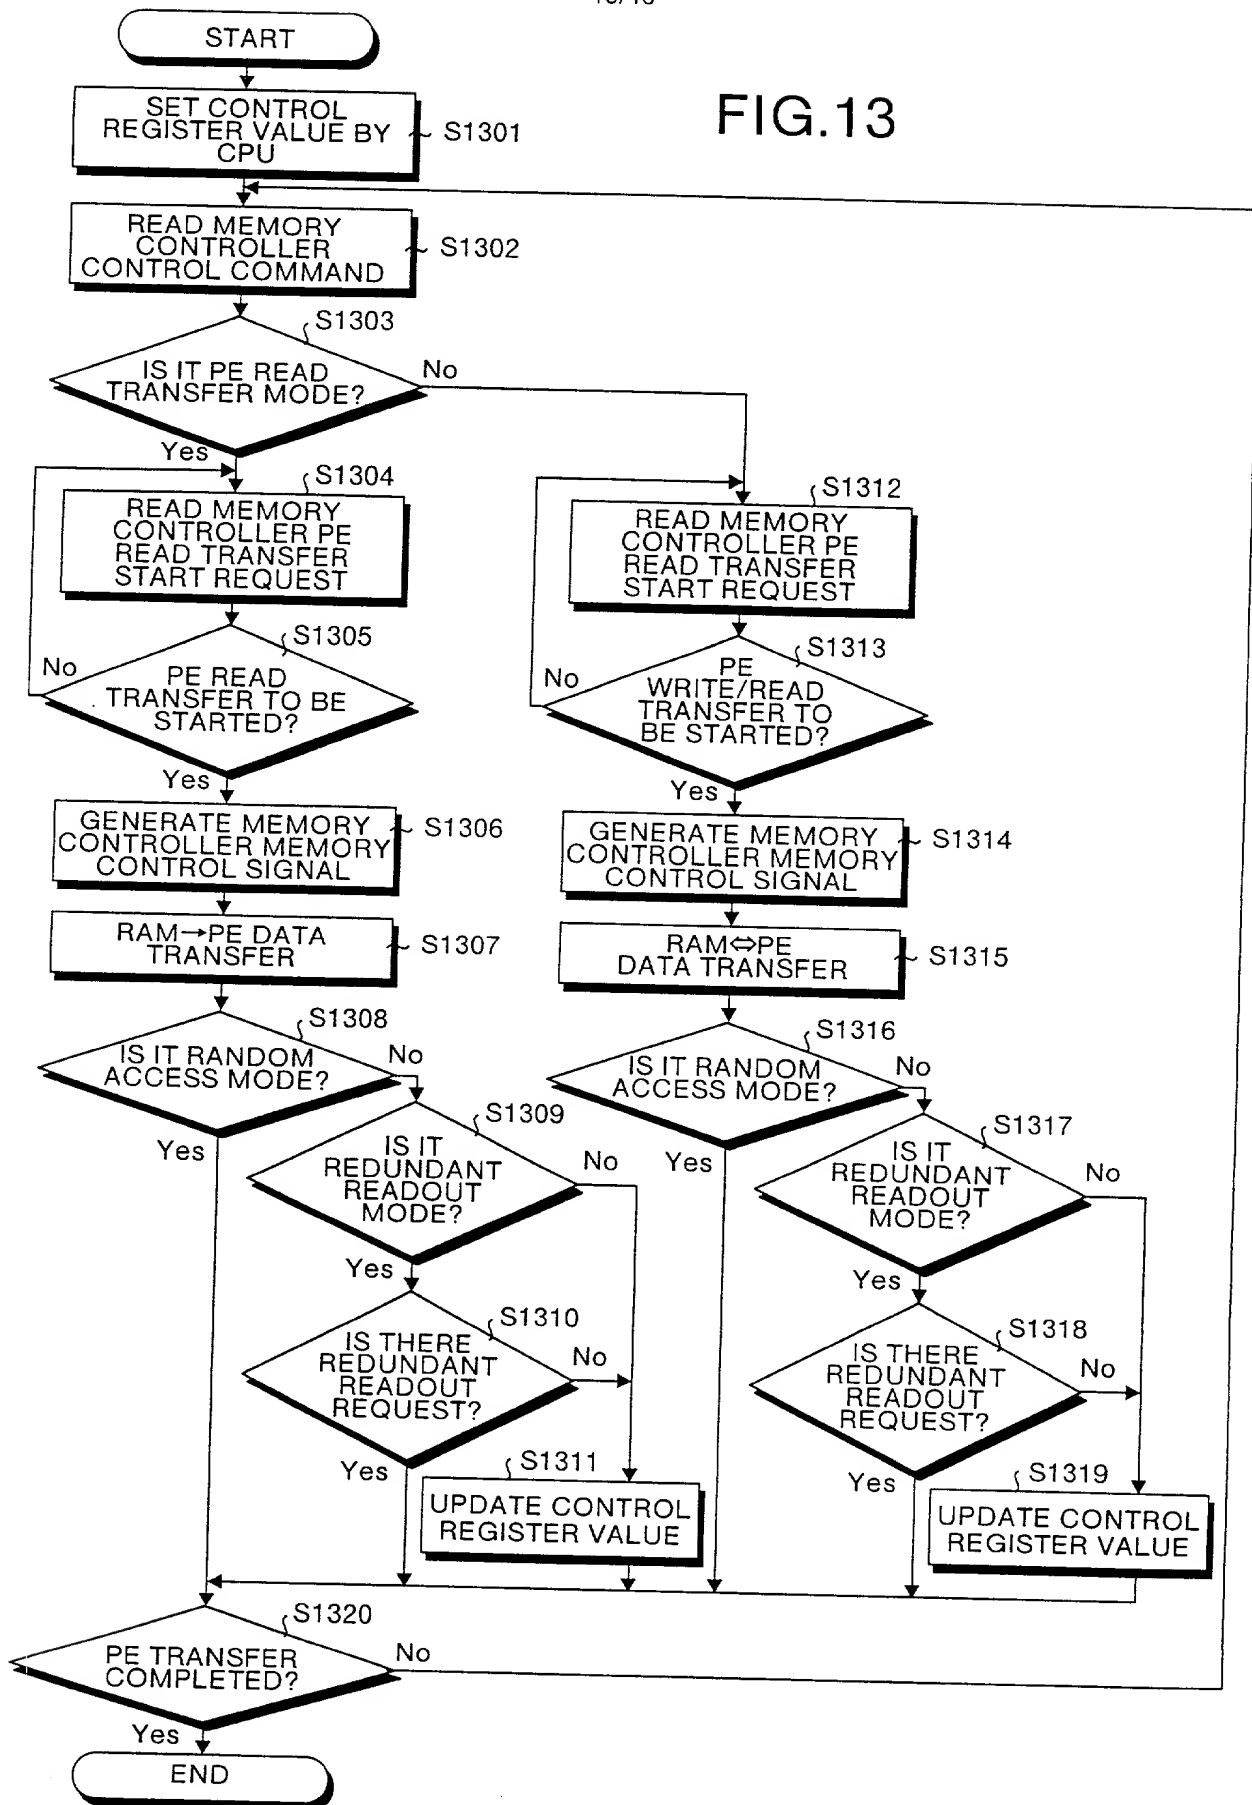 START
FIG.13
SET CONTROL
REGISTER VALUE BY
CPU
S1301
READ MEMORY
CONTROLLER
CONTROL COMMAND
S1302
S1303
IS IT PE READ
TRANSFER MODE?
No
Yes
S1304
READ MEMORY
CONTROLLER PE
READ TRANSFER
START REQUEST
S1305
No
PE READ
TRANSFER TO BE
STARTED?
Yes
GENERATE MEMORY
CONTROLLER MEMORY
CONTROL SIGNAL
S1306
RAM→PE DATA
TRANSFER
S1307
S1308
IS IT RANDOM
ACCESS MODE?
No
Yes
S1309
IS IT
REDUNDANT
READOUT
MODE?
No
Yes
S1310
IS THERE
REDUNDANT
READOUT
REQUEST?
No
Yes
S1311
UPDATE CONTROL
REGISTER VALUE
S1312
READ MEMORY
CONTROLLER PE
READ TRANSFER
START REQUEST
S1313
No
PE
WRITE/READ
TRANSFER TO
BE STARTED?
Yes
GENERATE MEMORY
CONTROLLER MEMORY
CONTROL SIGNAL
S1314
RAM⇔PE
DATA TRANSFER
S1315
S1316
IS IT RANDOM
ACCESS MODE?
No
Yes
S1317
IS IT
REDUNDANT
READOUT
MODE?
No
Yes
S1318
IS THERE
REDUNDANT
READOUT
REQUEST?
No
Yes
S1319
UPDATE CONTROL
REGISTER VALUE
S1320
PE TRANSFER
COMPLETED?
No
Yes
END